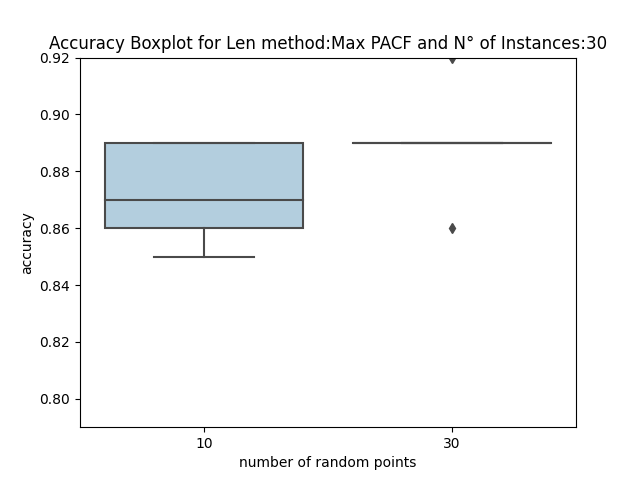 Accuracy Boxplot for Len method:Max PACF and N° of Instances:30
0.92
0.90
0.88
0.86
0.84
0.82
0.80
accuracy
10 30
number of random points